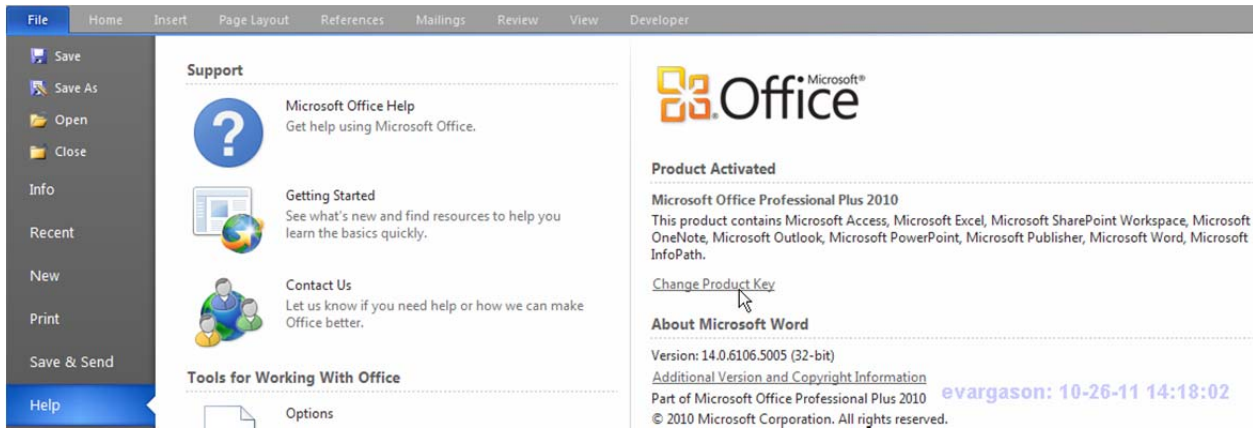 File Home Insert Page Layout References Mailings Review View Developer
Save
Save As
Open
Close
Info
Recent
New
Print
Save & Send
Help
Support
Microsoft Office Help
Get help using Microsoft Office.
Getting Started
See what's new and find resources to help you
learn the basics quickly.
Contact Us
Let us know if you need help or how we can make
Office better.
Tools for Working With Office
Options
Microsoft®
Office
Product Activated
Microsoft Office Professional Plus 2010
This product contains Microsoft Access, Microsoft Excel, Microsoft SharePoint Workspace, Microsoft
OneNote, Microsoft Outlook, Microsoft PowerPoint, Microsoft Publisher, Microsoft Word, Microsoft
InfoPath.
Change Product Key
About Microsoft Word
Version: 14.0.6106.5005 (32-bit)
Additional Version and Copyright Information
Part of Microsoft Office Professional Plus 2010
© 2010 Microsoft Corporation. All rights reserved.
evargason: 10-26-11 14:18:02